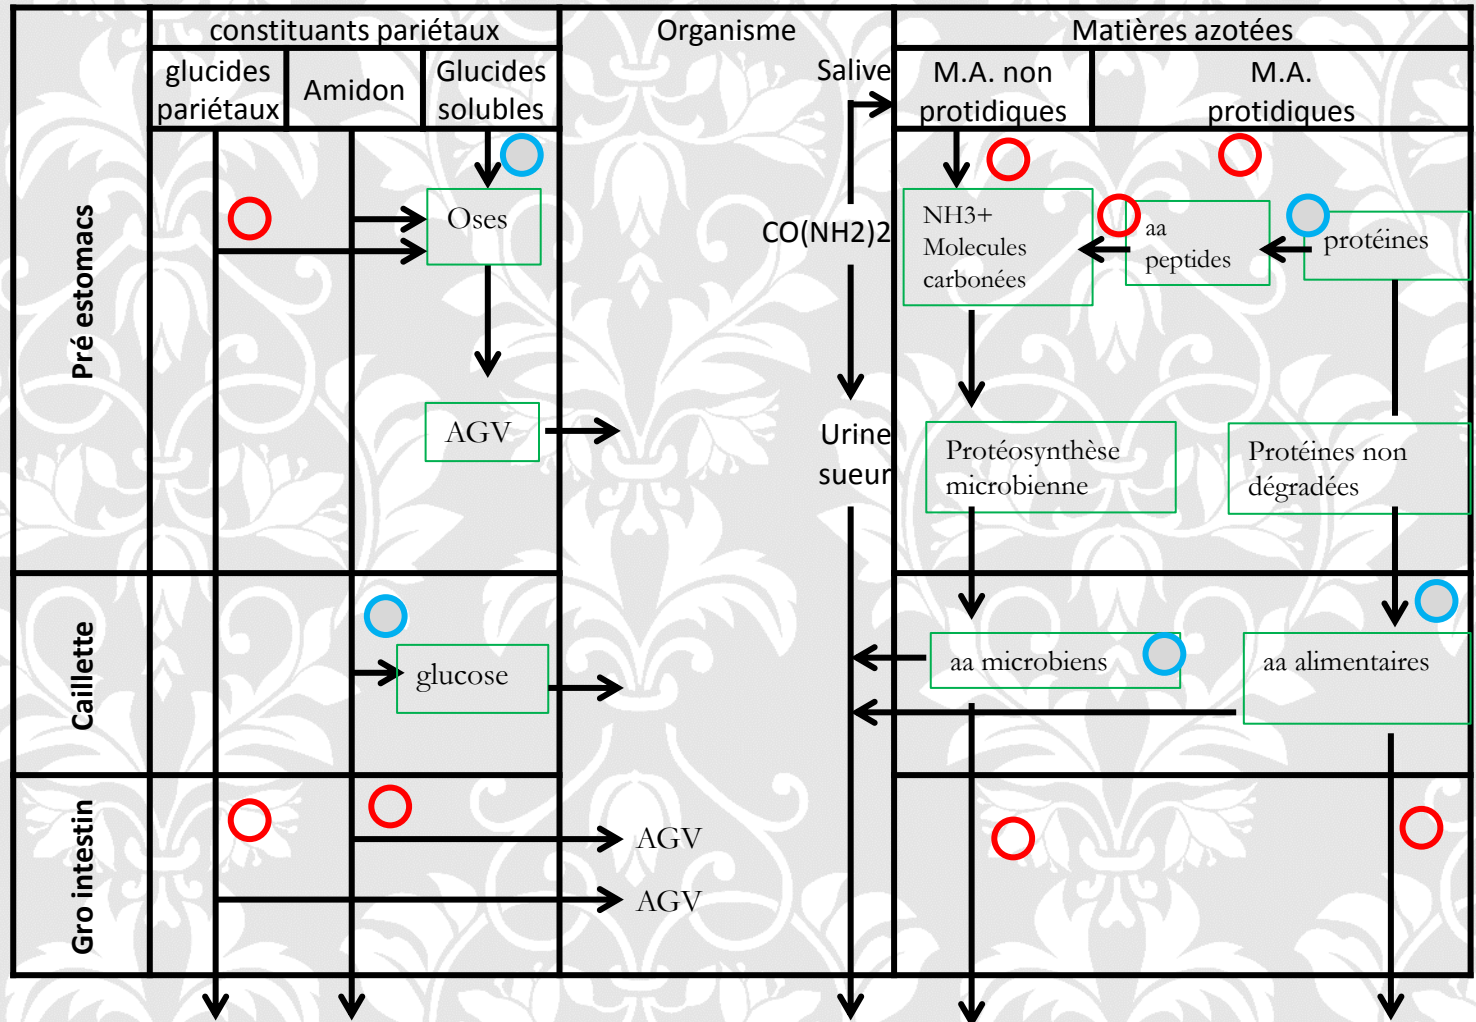 constituants pariétaux
Organisme
Matières azotées
glucides
pariétaux
Amidon
Glucides
solubles
Salive
M.A. non
protidiques
M.A.
protidiques
Pré estomacs
Oses
CO(NH2)2
NH3+
Molecules
carbonées
aa
peptides
protéines
AGV
Urine
sueur
Protéosynthèse
microbienne
Protéines non
dégradées
Caillette
glucose
aa microbiens
aa alimentaires
Gro intestin
AGV
AGV